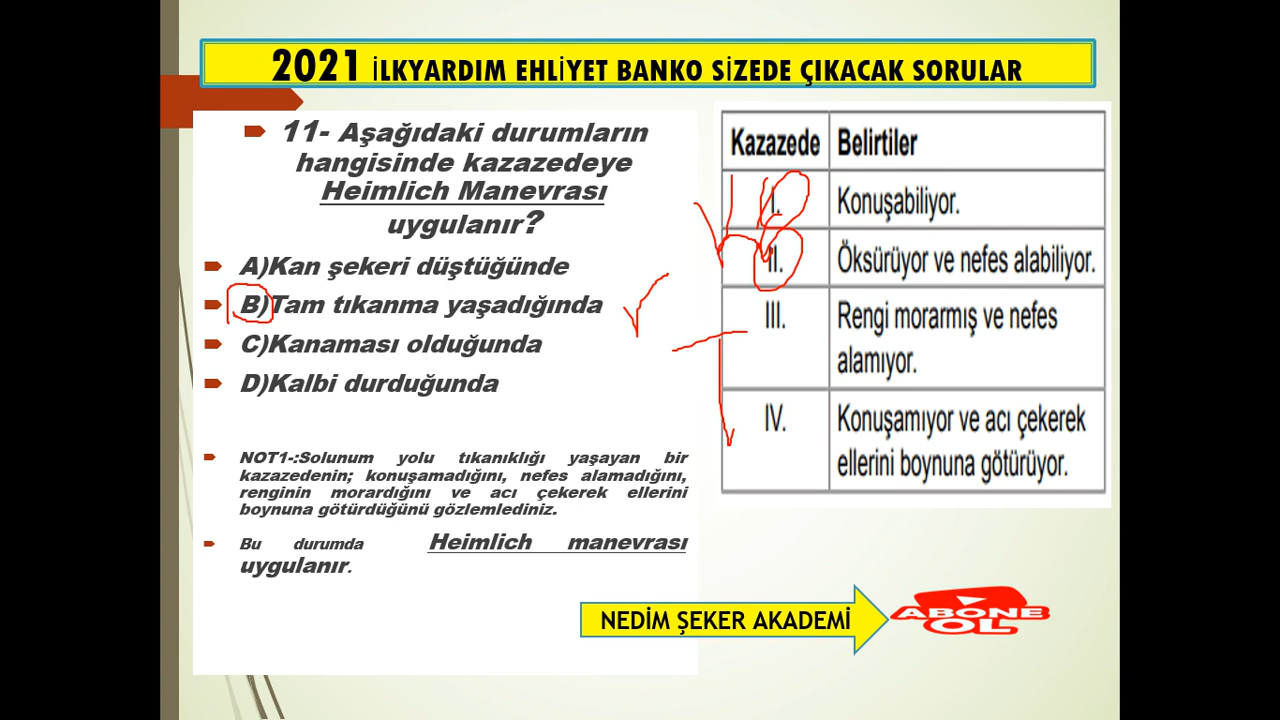 2021 İLKYARDIM EHLİYET BANKO SİZEDE ÇIKACAK SORULAR
11- Aşağıdaki durumların
hangisinde kazazedeye
Heimlich Manevrası
uygulanır?
A)Kan şekeri düştüğünde
B)Tam tıkanma yaşadığında
C)Kanaması olduğunda
D)Kalbi durduğunda
NOT1-:Solunum yolu tıkanıklığı yaşayan bir
kazazedenin; konuşamadığını, nefes alamadığını,
renginin morardığını ve acı çekerek ellerini
boynuna götürdüğünü gözlemlediniz.
Bu durumda Heimlich manevrası
uygulanır.
Kazazede Belirtiler
I. Konuşabiliyor.
II. Öksürüyor ve nefes alabiliyor.
III. Rengi morarmış ve nefes
alamıyor.
IV. Konuşamıyor ve acı çekerek
ellerini boynuna götürüyor.
NEDİM ŞEKER AKADEMİ
ABONE
OL